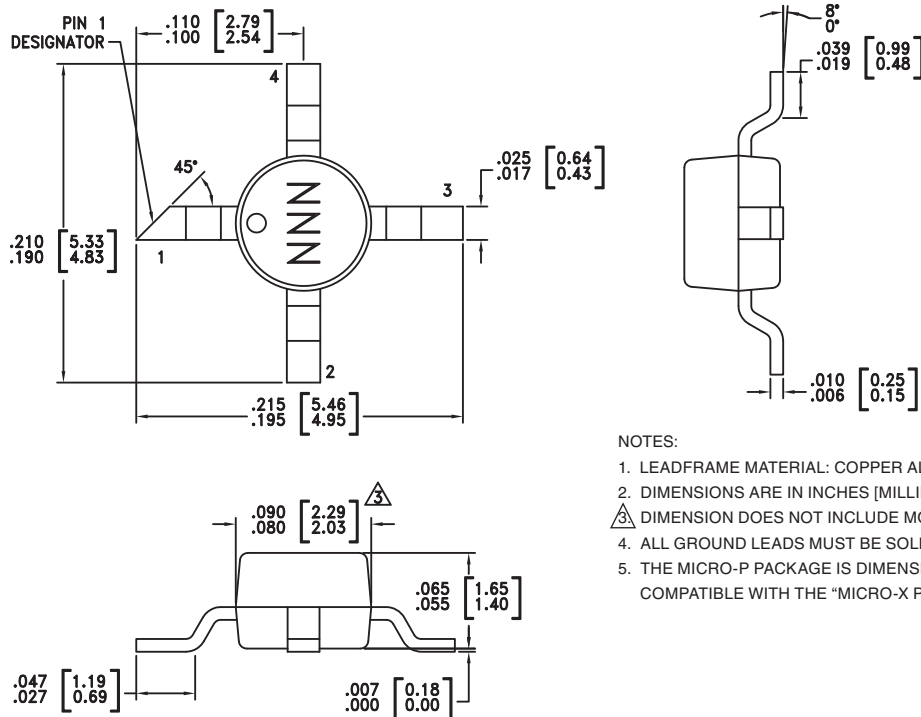 PIN 1
DESIGNATOR
.110 [2.79]
.100 [2.54]
4
45°
3
1
2
NNN
.025 [0.64]
.017 [0.43]
.210 [5.33]
.190 [4.83]
.215 [5.46]
.195 [4.95]
8°
0°
.039 [0.99]
.019 [0.48]
.010 [0.25]
.006 [0.15]
.090 [2.29]
.080 [2.03]
3
.065 [1.65]
.055 [1.40]
.047 [1.19]
.027 [0.69]
.007 [0.18]
.000 [0.00]
NOTES:
1. LEADFRAME MATERIAL: COPPER
2. DIMENSIONS ARE IN INCHES
3. DIMENSION DOES NOT INCLUDE
4. ALL GROUND LEADS MUST BE
5. THE MICRO-P PACKAGE IS
COMPATIBLE WITH THE “MICRO-X